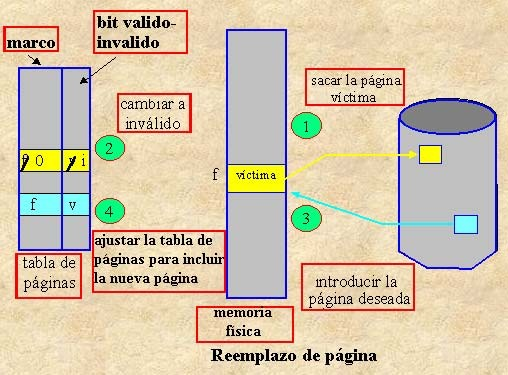 bit valido-
invalido
marco
sacar la página
víctima
cambiar a
inválido
1
2
0
i
f
víctima
f
v
4
3
ajustar la tabla de
páginas para incluir
la nueva página
tabla de
páginas
introducir la
página deseada
memoria
física
Reemplazo de página